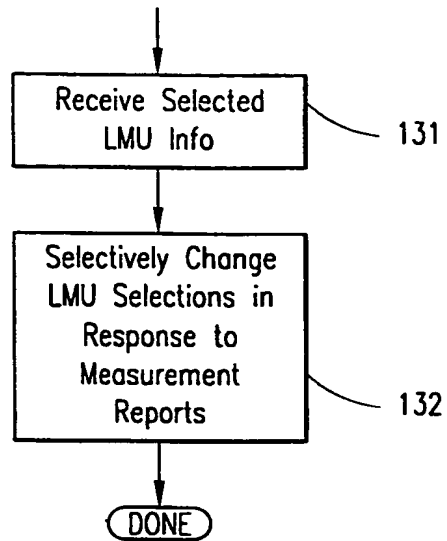 Receive Selected
LMU Info
131
Selectively Change
LMU Selections in
Response to
Measurement
Reports
132
DONE